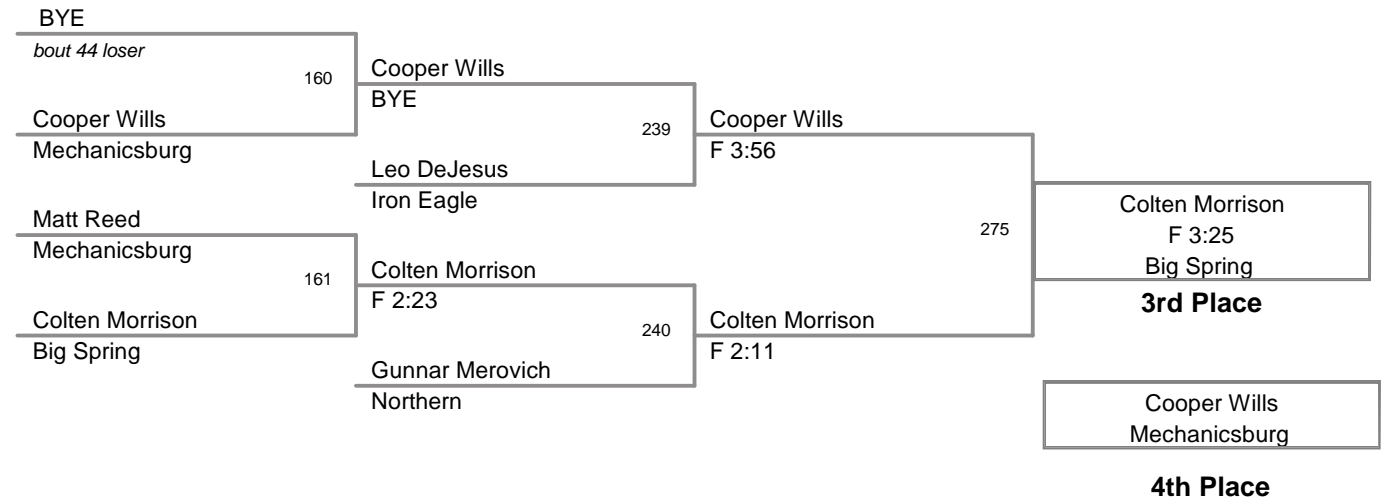 BYE
bout 44 loser
160
Cooper Wills
Mechanicsburg
Matt Reed
Mechanicsburg
161
Colten Morrison
Big Spring
Cooper Wills
BYE
239
Leo DeJesus
Iron Eagle
Colten Morrison
F 2:23
240
Gunnar Merovich
Northern
Cooper Wills
F 3:56
275
Colten Morrison
F 2:11
Colten Morrison
F 3:25
Big Spring
3rd Place
Cooper Wills
Mechanicsburg
4th Place